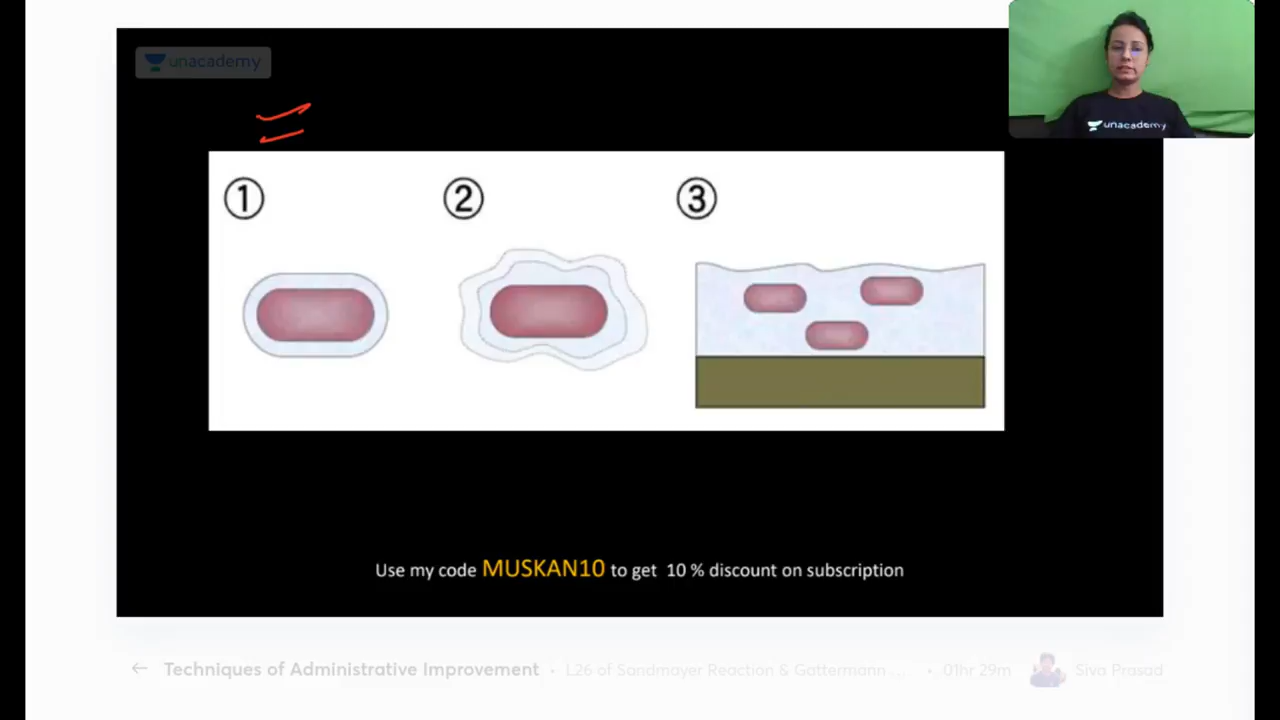 unacademy
unacademy
① ② ③
Use my code MUSKAN10 to get 10 % discount on subscription
← Techniques of Administrative Improvement • L26 of Sandmayer Reaction & Gattermann .... • 01hr 29m Siva Prasad